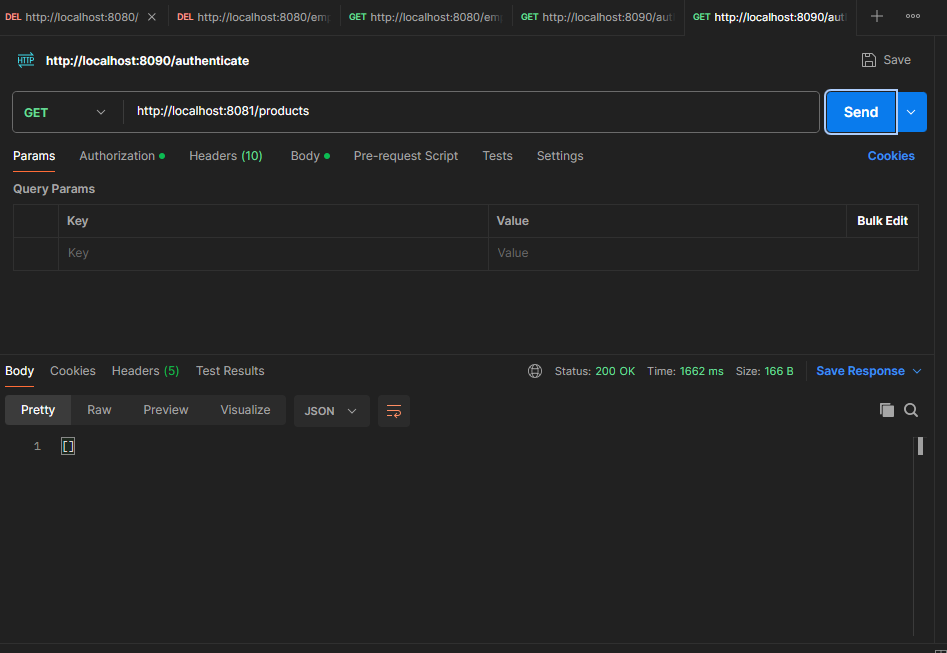 DEL http://localhost:8080/ DEL http://localhost:8080/emp GET http://localhost:8080/em GET http://localhost:8090/aut GET http://localhost:8090/aut
HTTP http://localhost:8090/authenticate Save
GET http://localhost:8081/products Send
Params Authorization Headers (10) Body Pre-request Script Tests Settings Cookies
Query Params
Key Value Bulk Edit
Key Value
Body Cookies Headers (5) Test Results Status: 200 OK Time: 1662 ms Size: 166 B Save Response
Pretty Raw Preview Visualize JSON
1 []